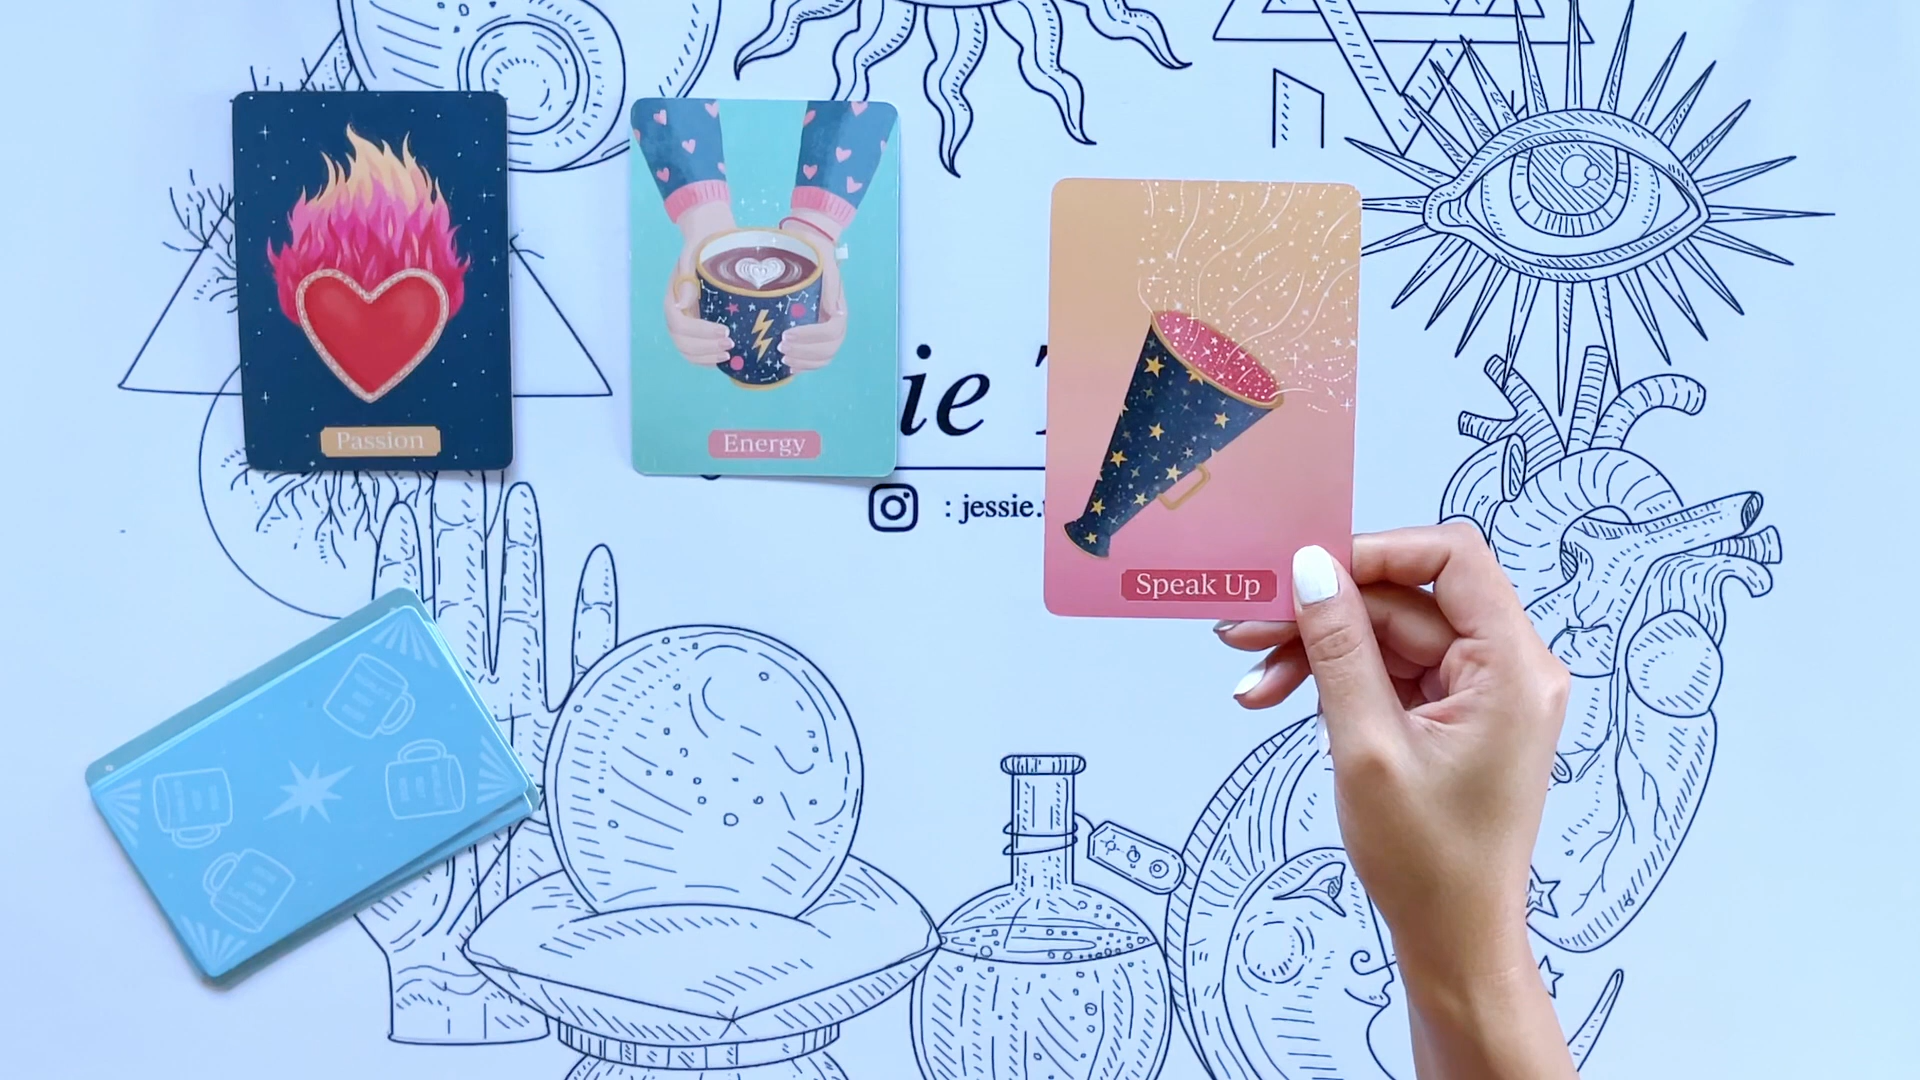 Passion
Energy
Speak Up
ie
: jessie.